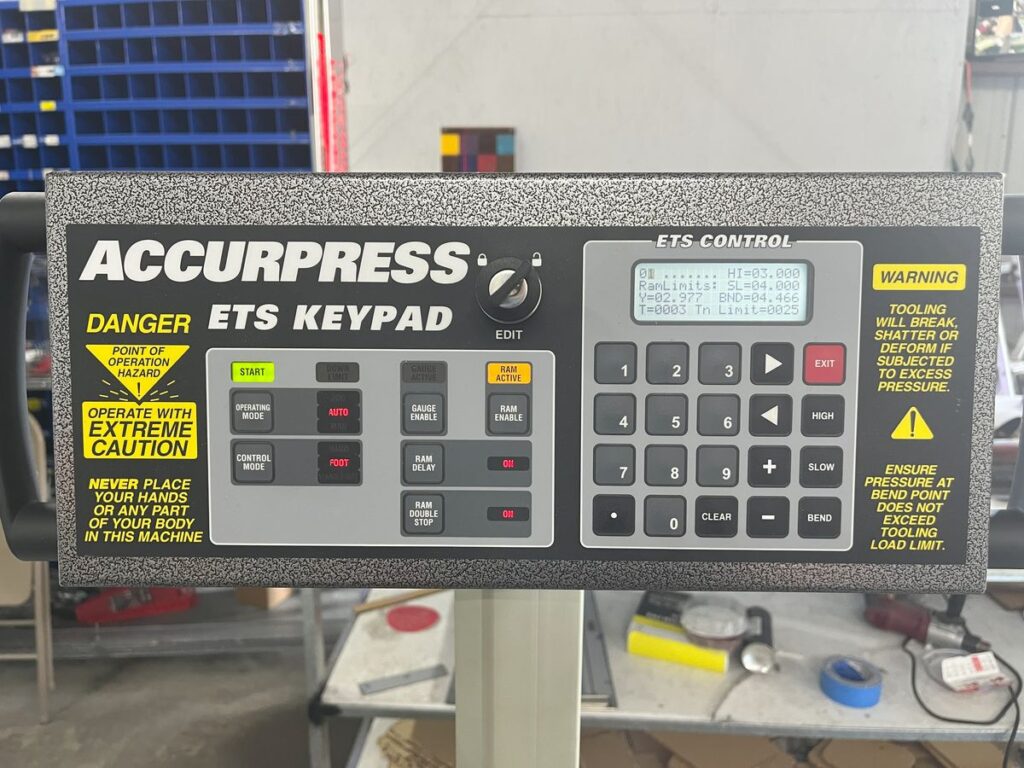 ACCURPRESS
ETS KEYPAD
EDIT
DANGER
POINT OF
OPERATION
HAZARD
!
OPERATE WITH
EXTREME
CAUTION
NEVER PLACE
YOUR HANDS
OR ANY PART
OF YOUR BODY
IN THIS MACHINE
START
DOWN
LIMIT
GAUGE
ACTIVE
RAM
ACTIVE
OPERATING
MODE
AUTO
GAUGE
ENABLE
RAM
ENABLE
CONTROL
MODE
FOOT
RAM
DELAY
ON
RAM
DOUBLE
STOP
ON
ETS CONTROL
....... HI=03.000
RamLimits: SL=04.000
Y=02.977 BND=04.466
T=0003 Tn Limit=0025
1 2 3 EXIT
4 5 6 HIGH
7 8 9 + SLOW
• 0 CLEAR - BEND
WARNING
TOOLING
WILL BREAK,
SHATTER OR
DEFORM IF
SUBJECTED
TO EXCESS
PRESSURE.
!
ENSURE
PRESSURE AT
BEND POINT
DOES NOT
EXCEED
TOOLING
LOAD LIMIT.